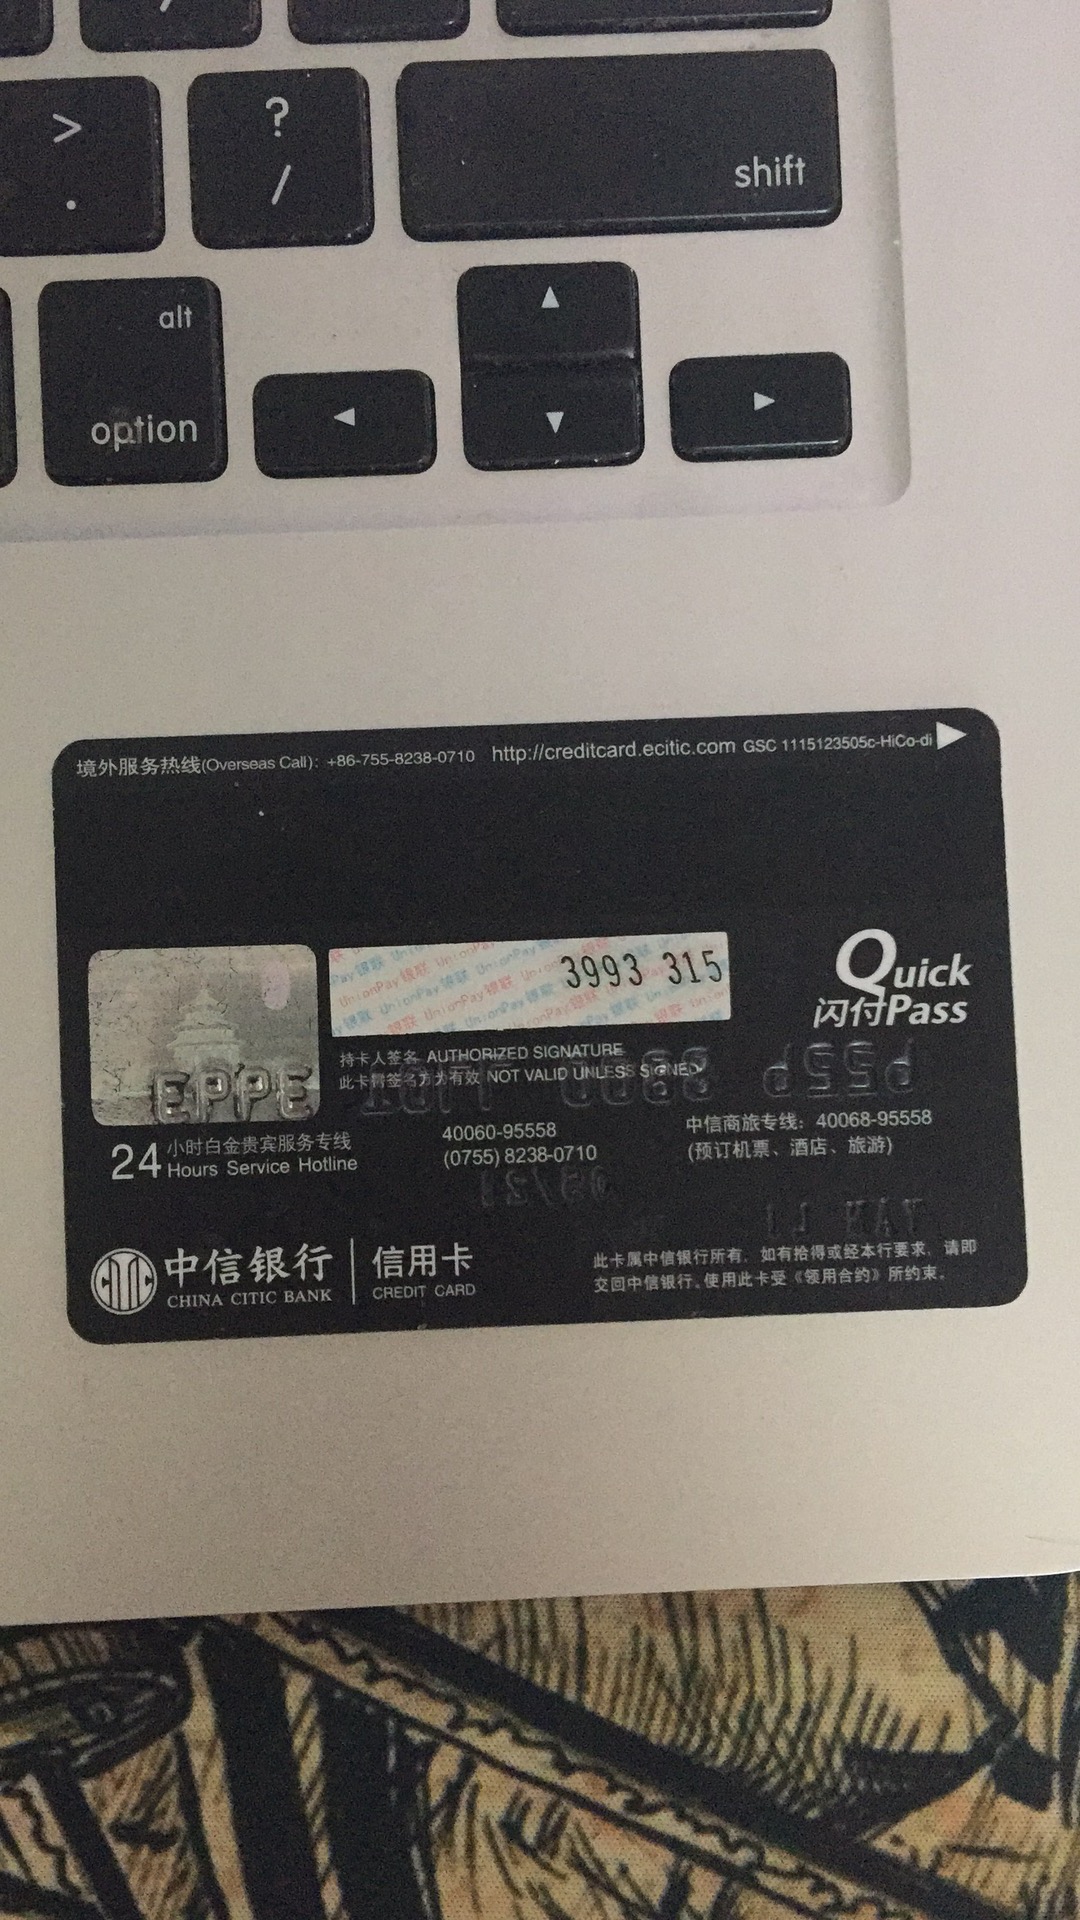 >
.
?
/
shift
alt
option
境外服务热线(Overseas Call): +86-755-8238-0710 http://creditcard.ecitic.com GSC 1115123505c-HiCo-di
3993 315
Quick
闪付Pass
持卡人签名 AUTHORIZED SIGNATURE
此卡需签名方为有效 NOT VALID UNLESS SIGNED
24 小时白金贵宾服务专线
Hours Service Hotline
40060-95558
(0755) 8238-0710
中信商旅专线: 40068-95558
(预订机票、酒店、旅游)
中信银行 信用卡
CHINA CITIC BANK CREDIT CARD
此卡属中信银行所有, 如有拾得或经本行要求, 请即
交回中信银行,使用此卡受《领用合约》所约束。